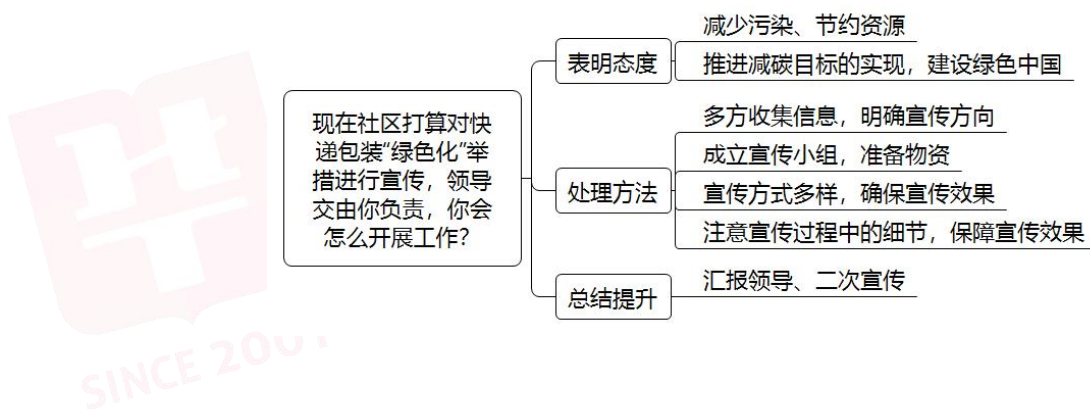 现在社区打算对快
递包装“绿色化”举
措进行宣传，领导
交由你负责，你会
怎么开展工作？
表明态度
减少污染、节约资源
推进减碳目标的实现，建设绿色中国
处理方法
多方收集信息，明确宣传方向
成立宣传小组，准备物资
宣传方式多样，确保宣传效果
注意宣传过程中的细节，保障宣传效果
总结提升
汇报领导、二次宣传
SINCE 2001